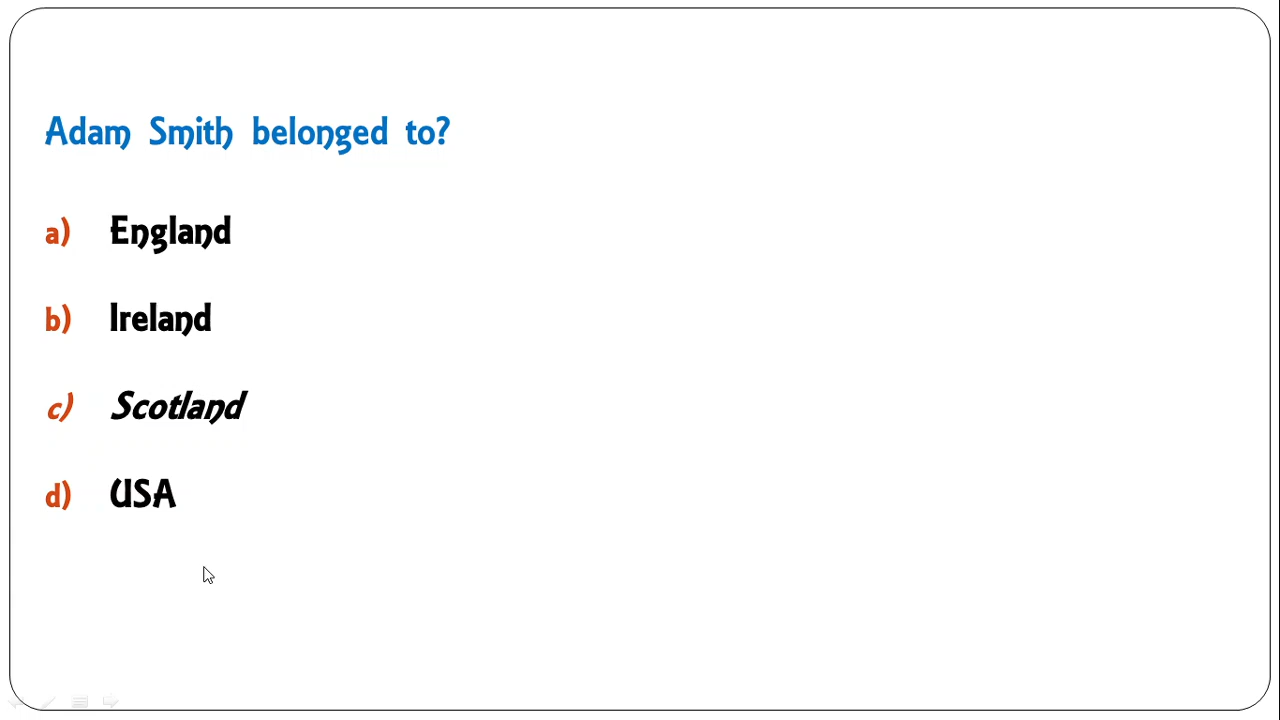 Adam Smith belonged to?
a) England
b) Ireland
c) Scotland
d) USA